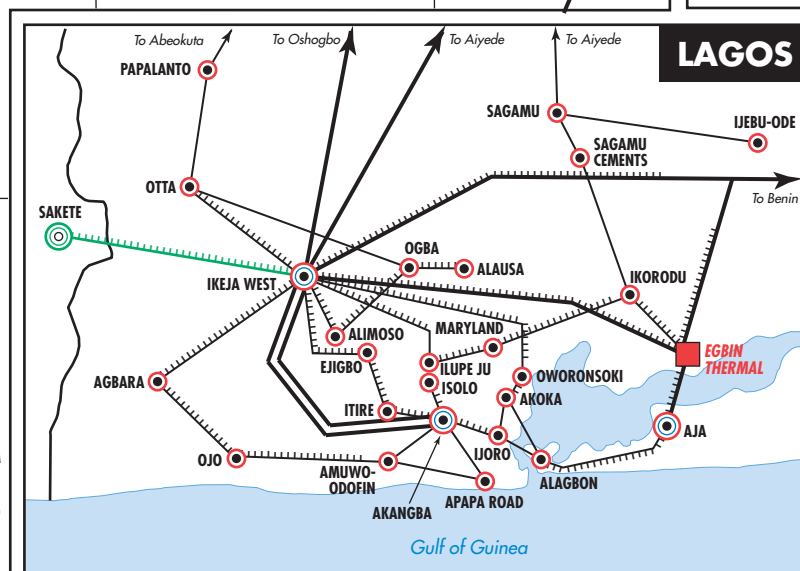 To Abeokuta
To Oshogbo
To Aiyede
To Aiyede
LAGOS
PAPALANTO
SAGAMU
IJEBU-ODE
SAGAMU
CEMENTS
OTTA
To Benin
SAKETE
OGBA
ALAUSA
IKEJA WEST
IKORODU
MARYLAND
ALIMOSO
EJIGBO
ILUPE JU
EGBIN
THERMAL
AGBARA
ISOLO
OWORONSOKI
AKOKA
ITIRE
AJA
IJORO
OJO
AMUWO-
ODOFIN
ALAGBON
APAPA ROAD
AKANGBA
Gulf of Guinea